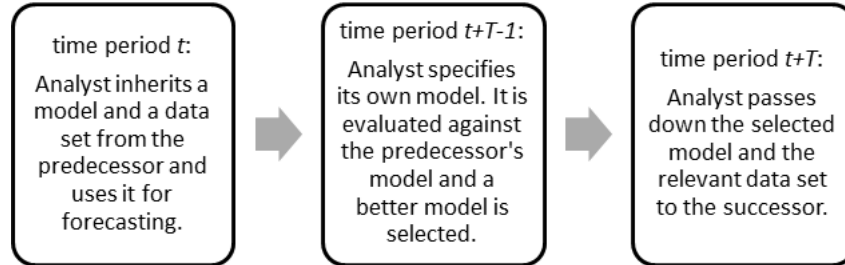 time period t:
Analyst inherits a
model and a data
set from the
predecessor and
uses it for
forecasting.
time period t+T-1:
Analyst specifies
its own model. It is
evaluated against
the predecessor's
model and a
better model is
selected.
time period t+T:
Analyst passes
down the selected
model and the
relevant data set
to the successor.